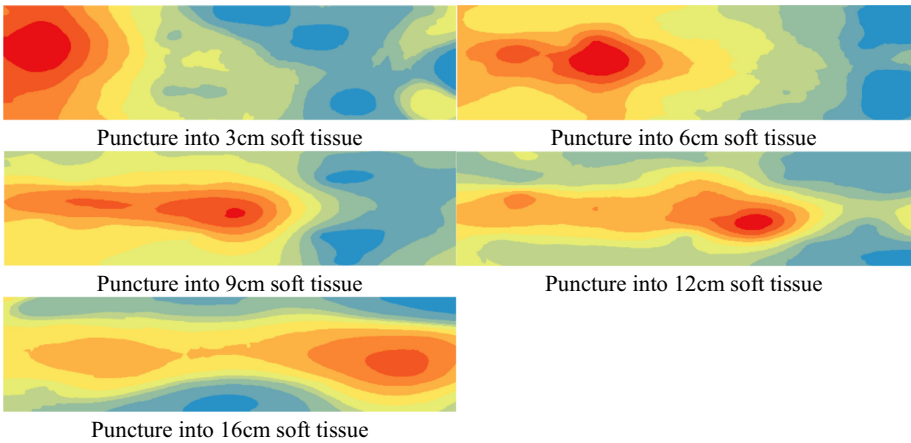 Puncture into 3cm soft tissue
Puncture into 6cm soft tissue
Puncture into 9cm soft tissue
Puncture into 12cm soft tissue
Puncture into 16cm soft tissue